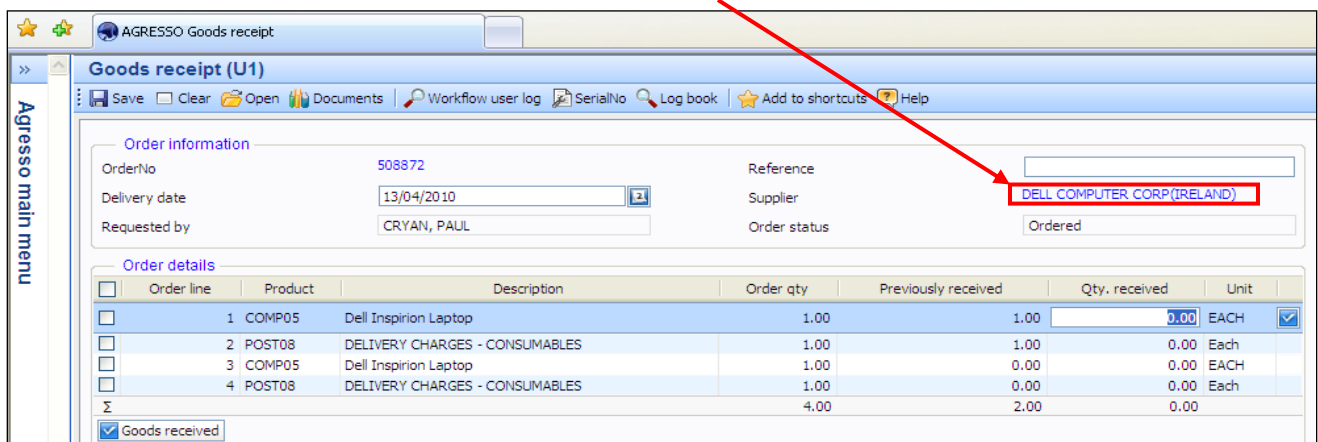 AGRESSO Goods receipt
»
Goods receipt (U1)
Save Clear Open Documents Workflow user log SerialNo Log book Add to shortcuts ? Help
Agresso main menu
Order information
OrderNo 508872 Reference
Delivery date 13/04/2010 Supplier DELL COMPUTER CORP(IRELAND)
Requested by CRYAN, PAUL Order status Ordered
Order details
Order line Product Description Order qty Previously received Qty. received Unit
1 COMP05 Dell Inspirion Laptop 1.00 1.00 0.00 EACH
2 POST08 DELIVERY CHARGES - CONSUMABLES 1.00 1.00 0.00 Each
3 COMP05 Dell Inspirion Laptop 1.00 0.00 0.00 EACH
4 POST08 DELIVERY CHARGES - CONSUMABLES 1.00 0.00 0.00 Each
Σ 4.00 2.00 0.00
Goods received